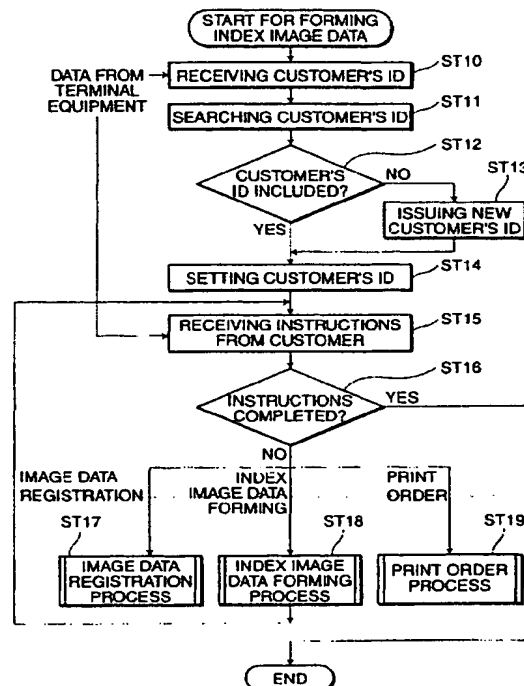 START FOR FORMING
INDEX IMAGE DATA
DATA FROM
TERMINAL
EQUIPMENT
RECEIVING CUSTOMER'S ID
ST10
SEARCHING CUSTOMER'S ID
ST11
CUSTOMER'S
ID INCLUDED?
ST12
NO
YES
ST13
ISSUING NEW
CUSTOMER'S ID
SETTING CUSTOMER'S ID
ST14
RECEIVING INSTRUCTIONS
FROM CUSTOMER
ST15
INSTRUCTIONS
COMPLETED?
ST16
YES
NO
IMAGE DATA
REGISTRATION
INDEX
IMAGE DATA
FORMING
PRINT
ORDER
ST17
IMAGE DATA
REGISTRATION
PROCESS
ST18
INDEX IMAGE
DATA FORMING
PROCESS
ST19
PRINT ORDER
PROCESS
END